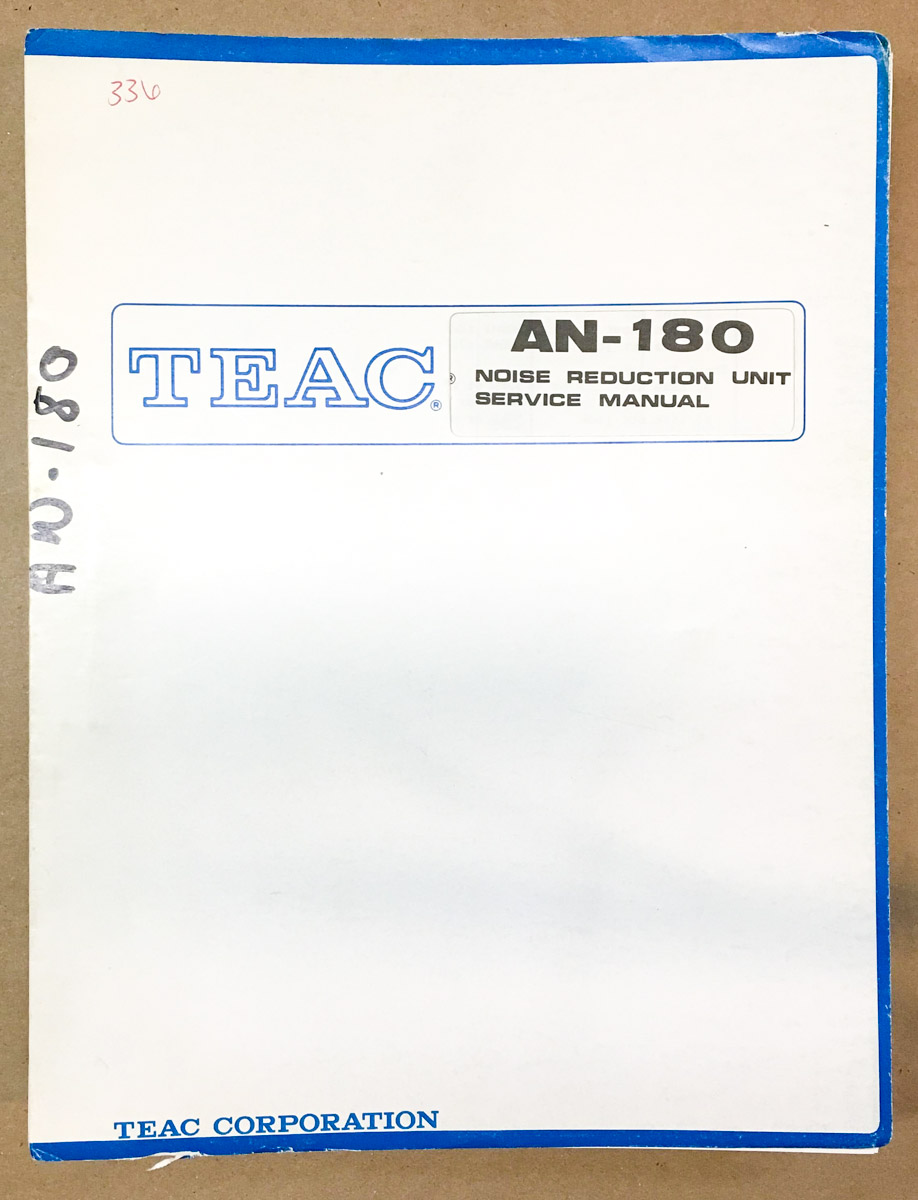 336
TEAC®
®
AN-180
NOISE REDUCTION UNIT
SERVICE MANUAL
AN-180
TEAC CORPORATION